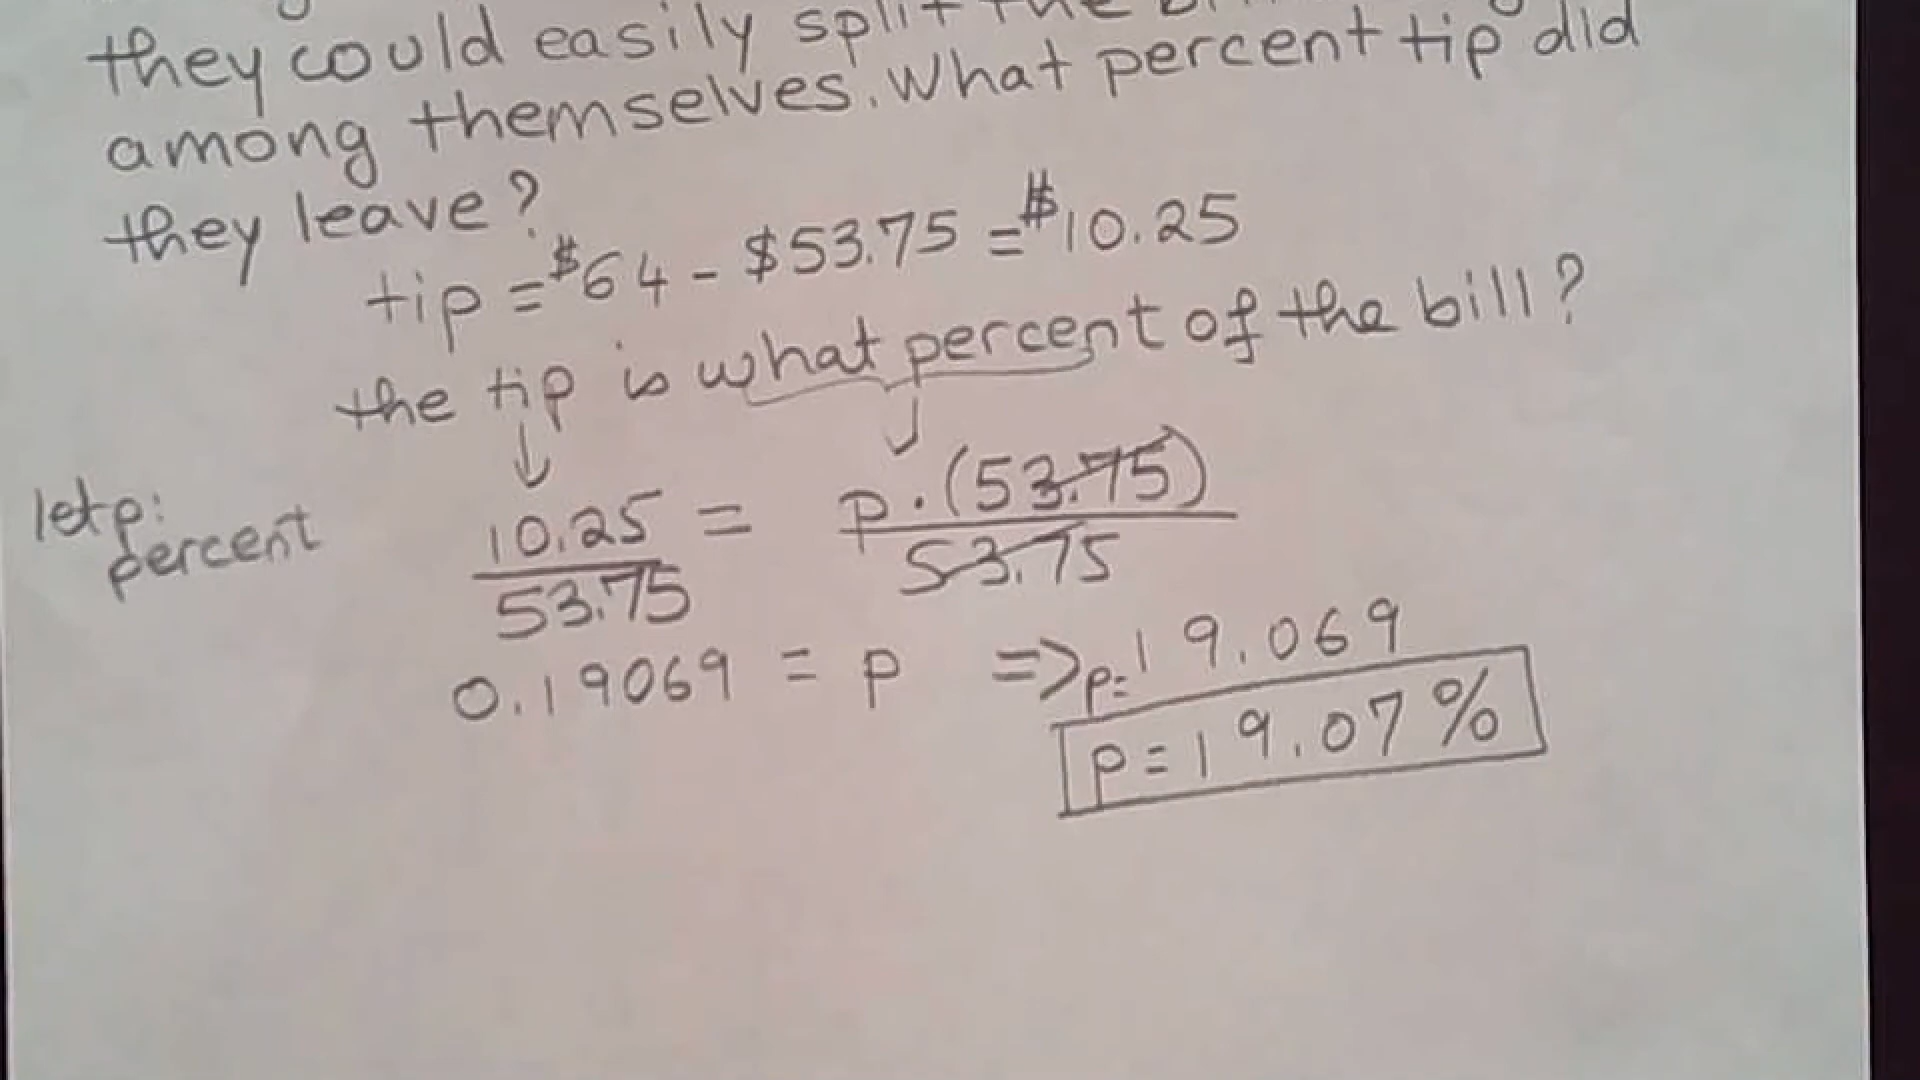 they could easily split the
among themselves. What percent tip did
they leave?
tip = $64 - $53.75 = $10.25
the tip is what percent of the bill?
let p:
percent
10.25 = p . (53.75)
53.75 53.75
0.19069 = p => p= 19.069
p = 19.07%